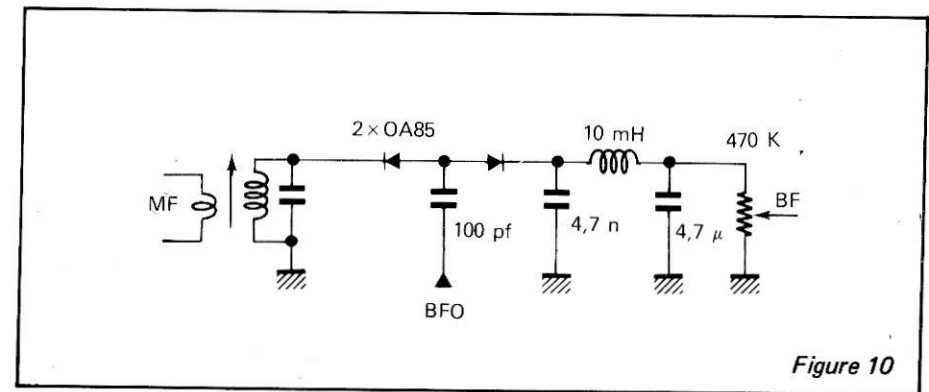 2×OA85
10 mH
470 K
MF
BF
100 pf
4,7 n
4,7 µ
BFO
Figure 10